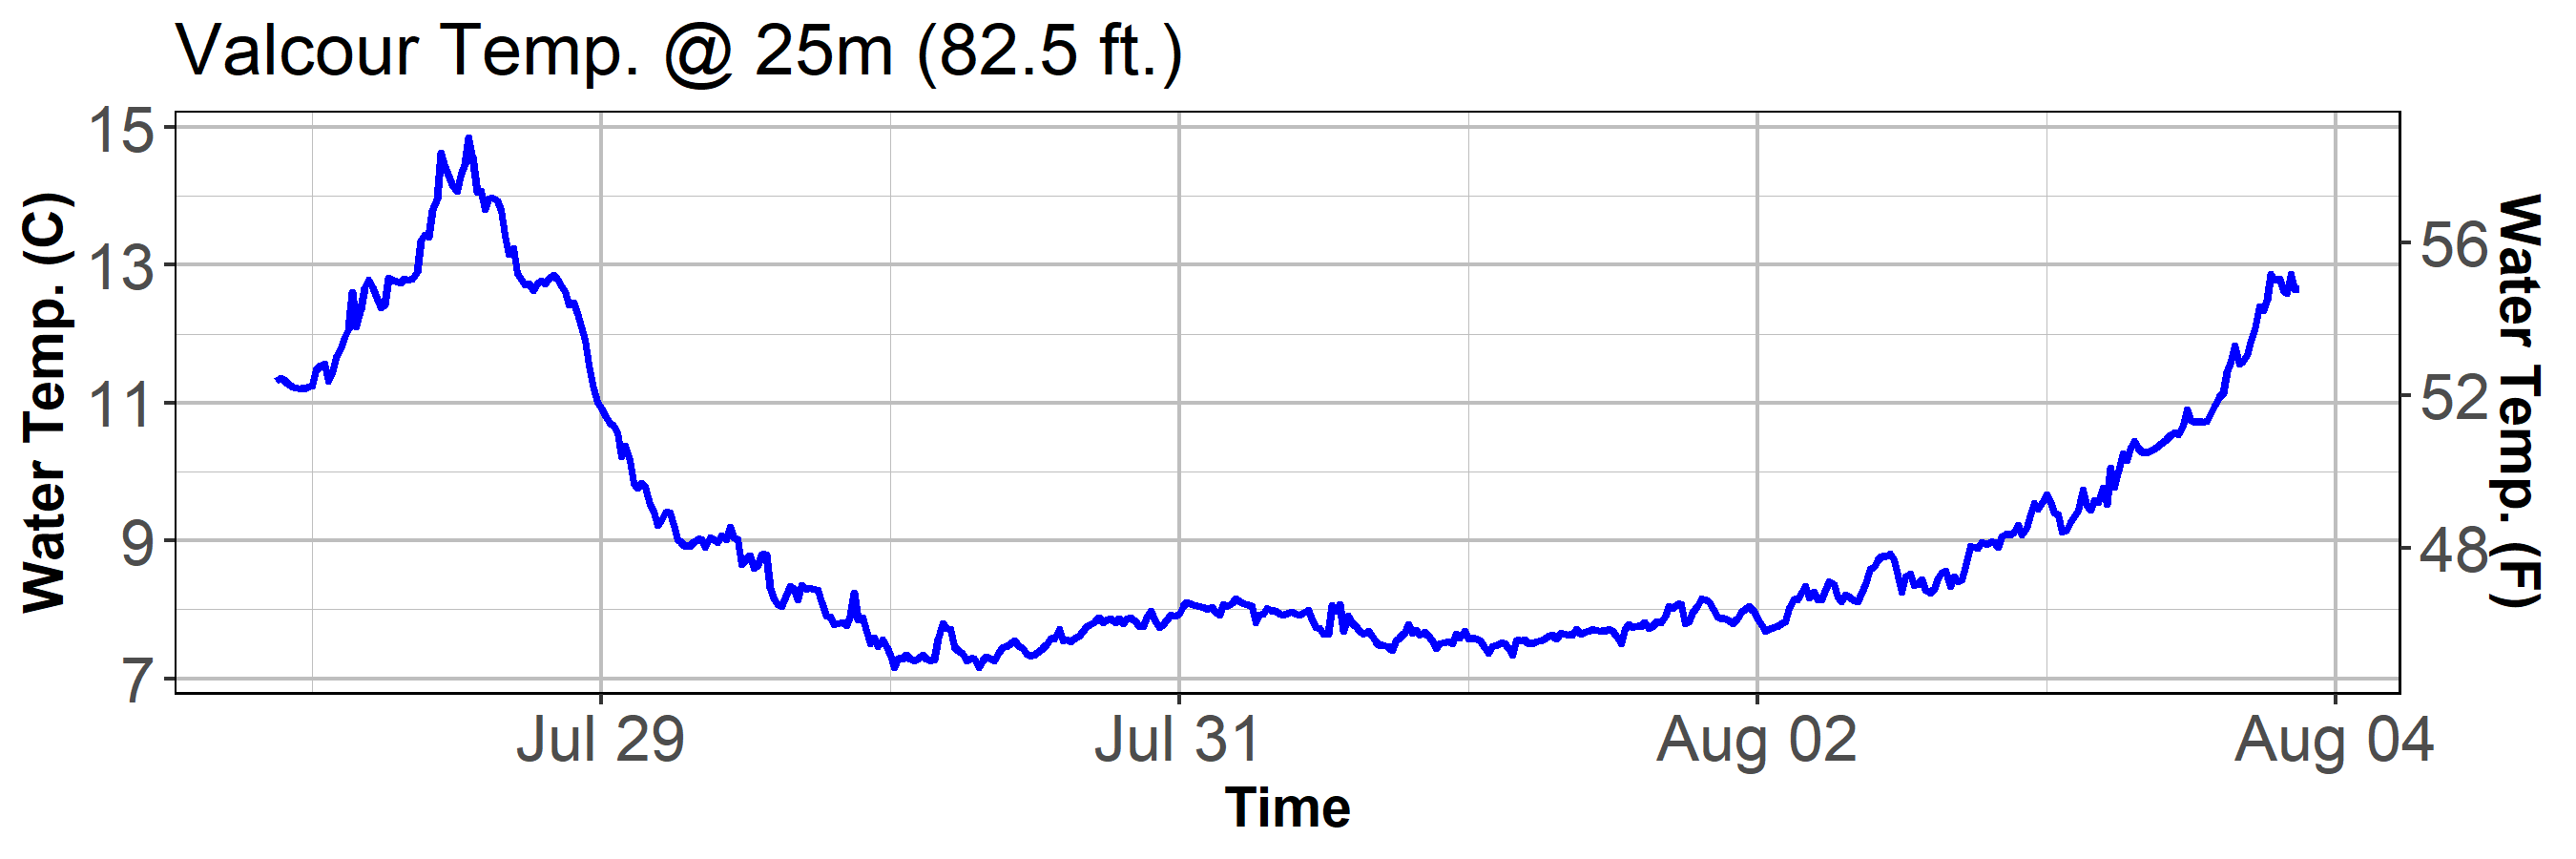 Valcour Temp. @ 25m (82.5 ft.)
Water Temp. (C)
15
13
11
9
7
56
52
48
Water Temp. (F)
Jul 29
Jul 31
Aug 02
Aug 04
Time